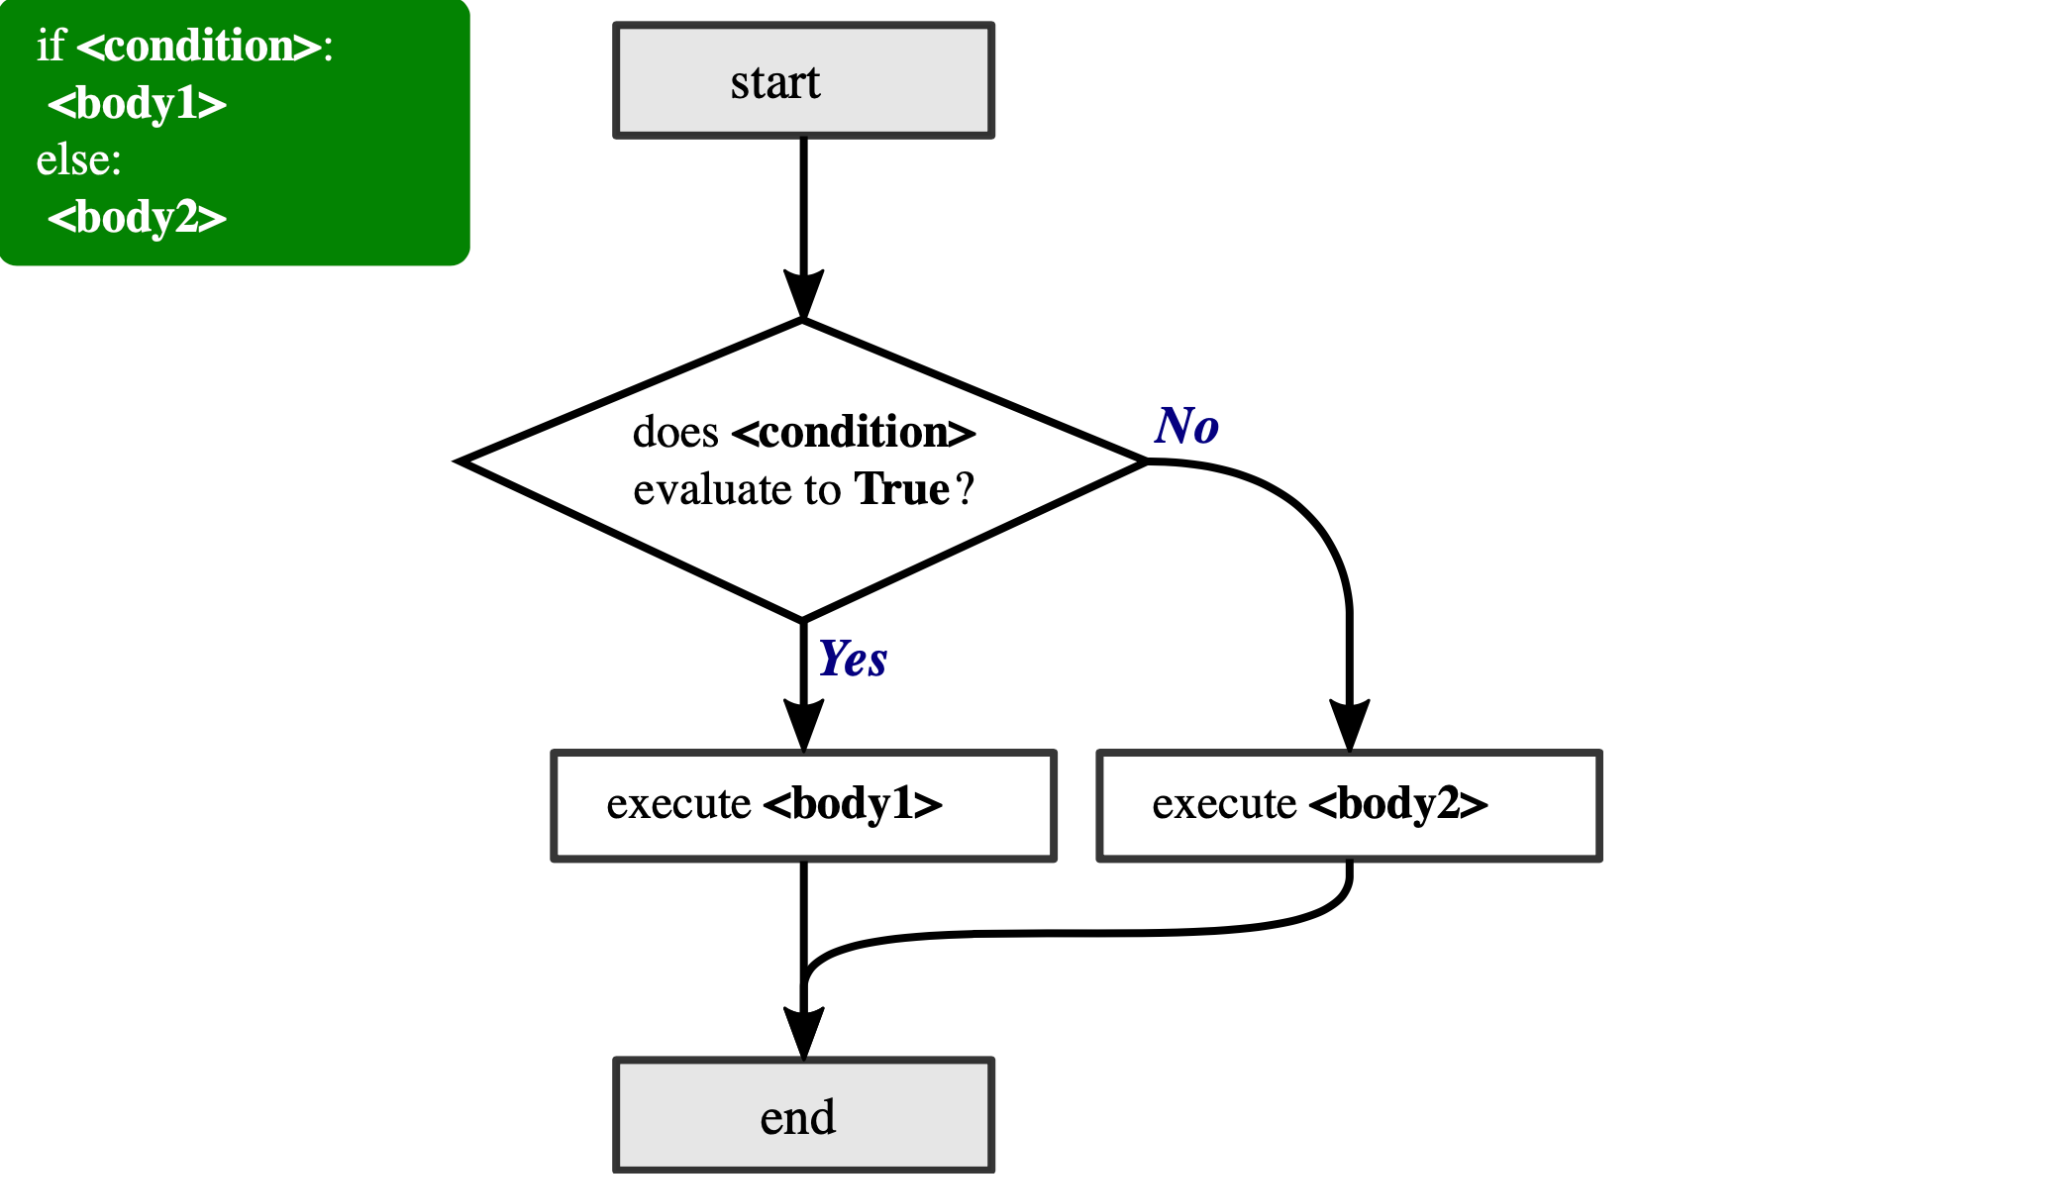 if <condition>:
<body1>
else:
<body2>
start
does <condition>
evaluate to True?
No
Yes
execute <body1>
execute <body2>
end